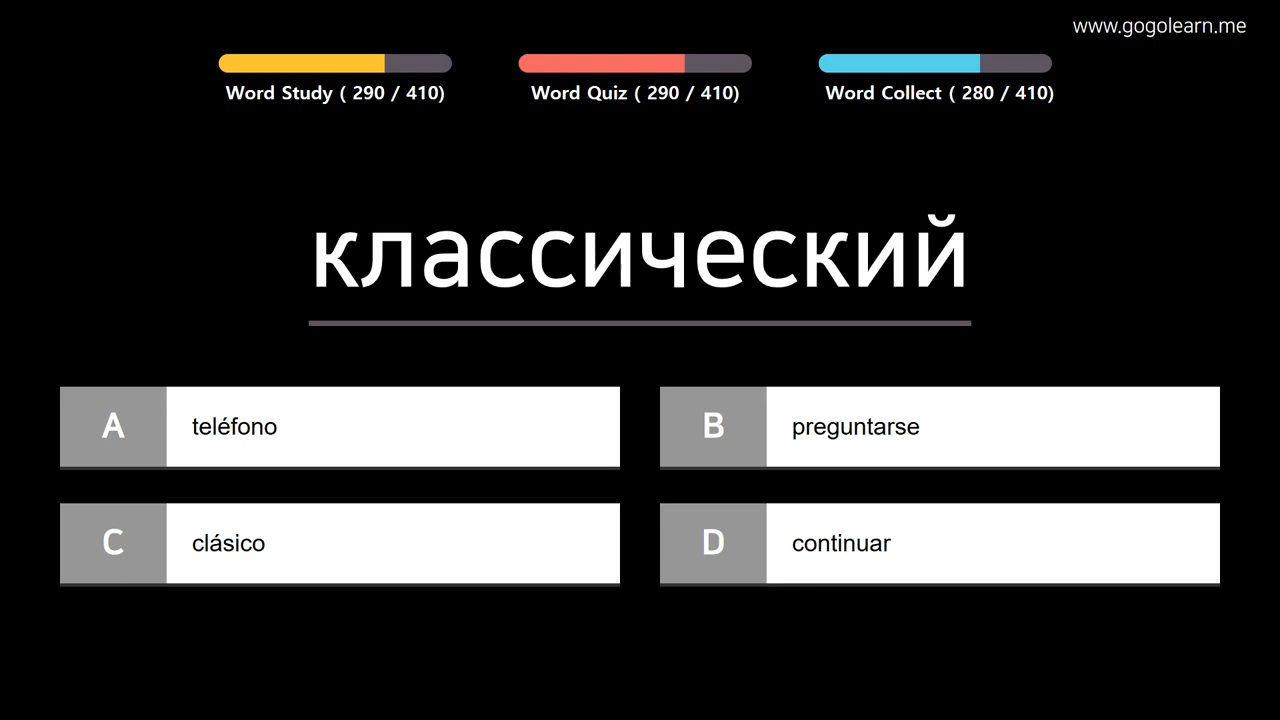 www.gogolearn.me
Word Study ( 290 / 410)
Word Quiz ( 290 / 410)
Word Collect ( 280 / 410)
классический
A
teléfono
B
preguntarse
C
clásico
D
continuar